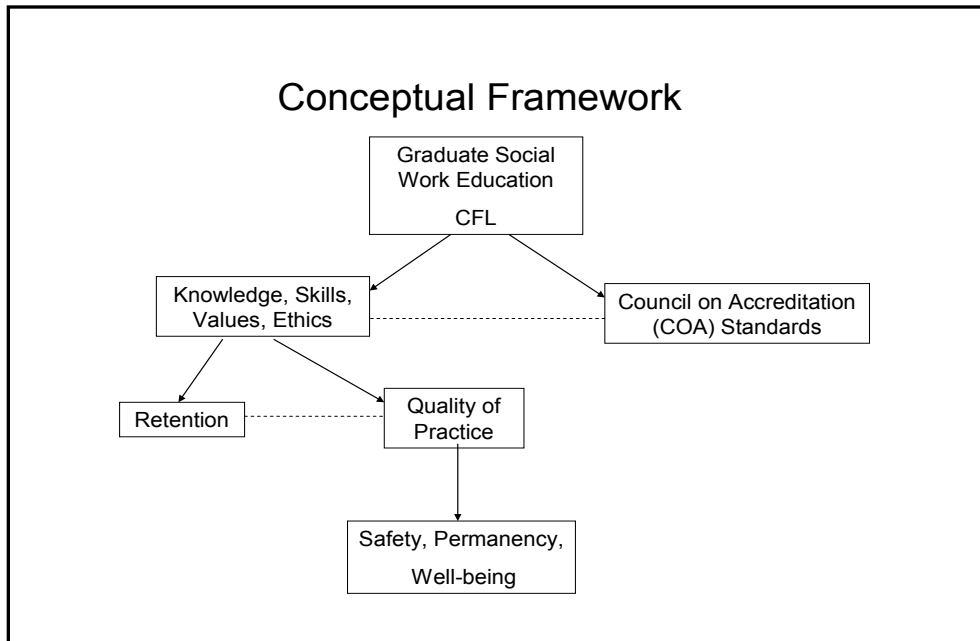 Conceptual Framework
Graduate Social
Work Education
CFL
Knowledge, Skills,
Values, Ethics
Council on Accreditation
(COA) Standards
Retention
Quality of
Practice
Safety, Permanency,
Well-being